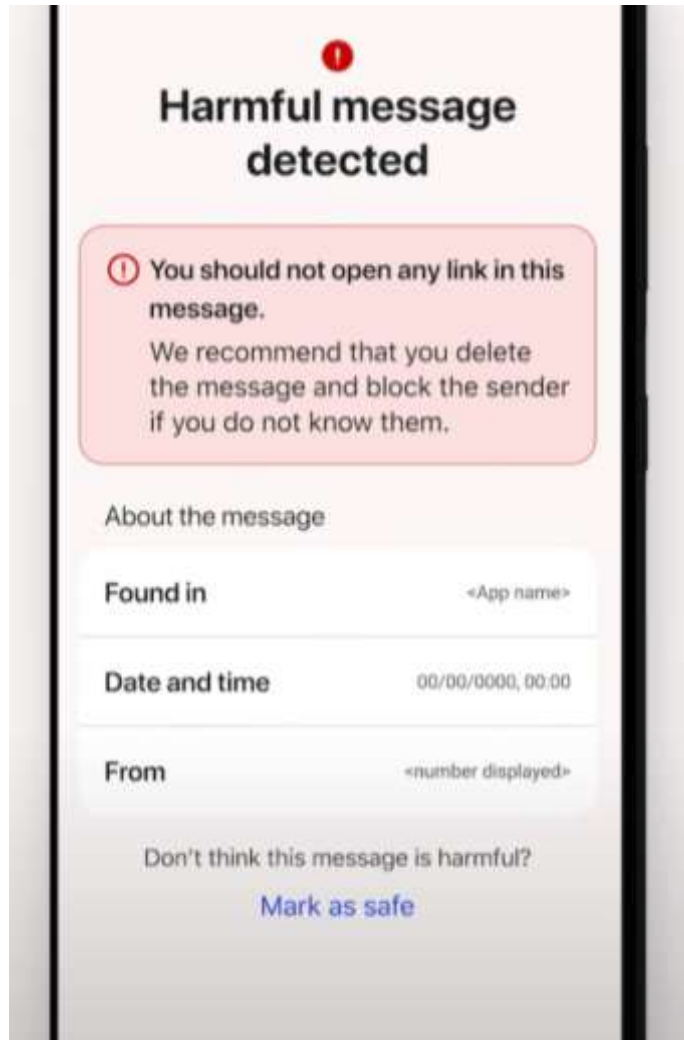 Harmful message
detected
You should not open any link in this
message.
We recommend that you delete
the message and block the sender
if you do not know them.
About the message
Found in <App name>
Date and time 00/00/0000, 00:00
From <number displayed>
Don't think this message is harmful?
Mark as safe